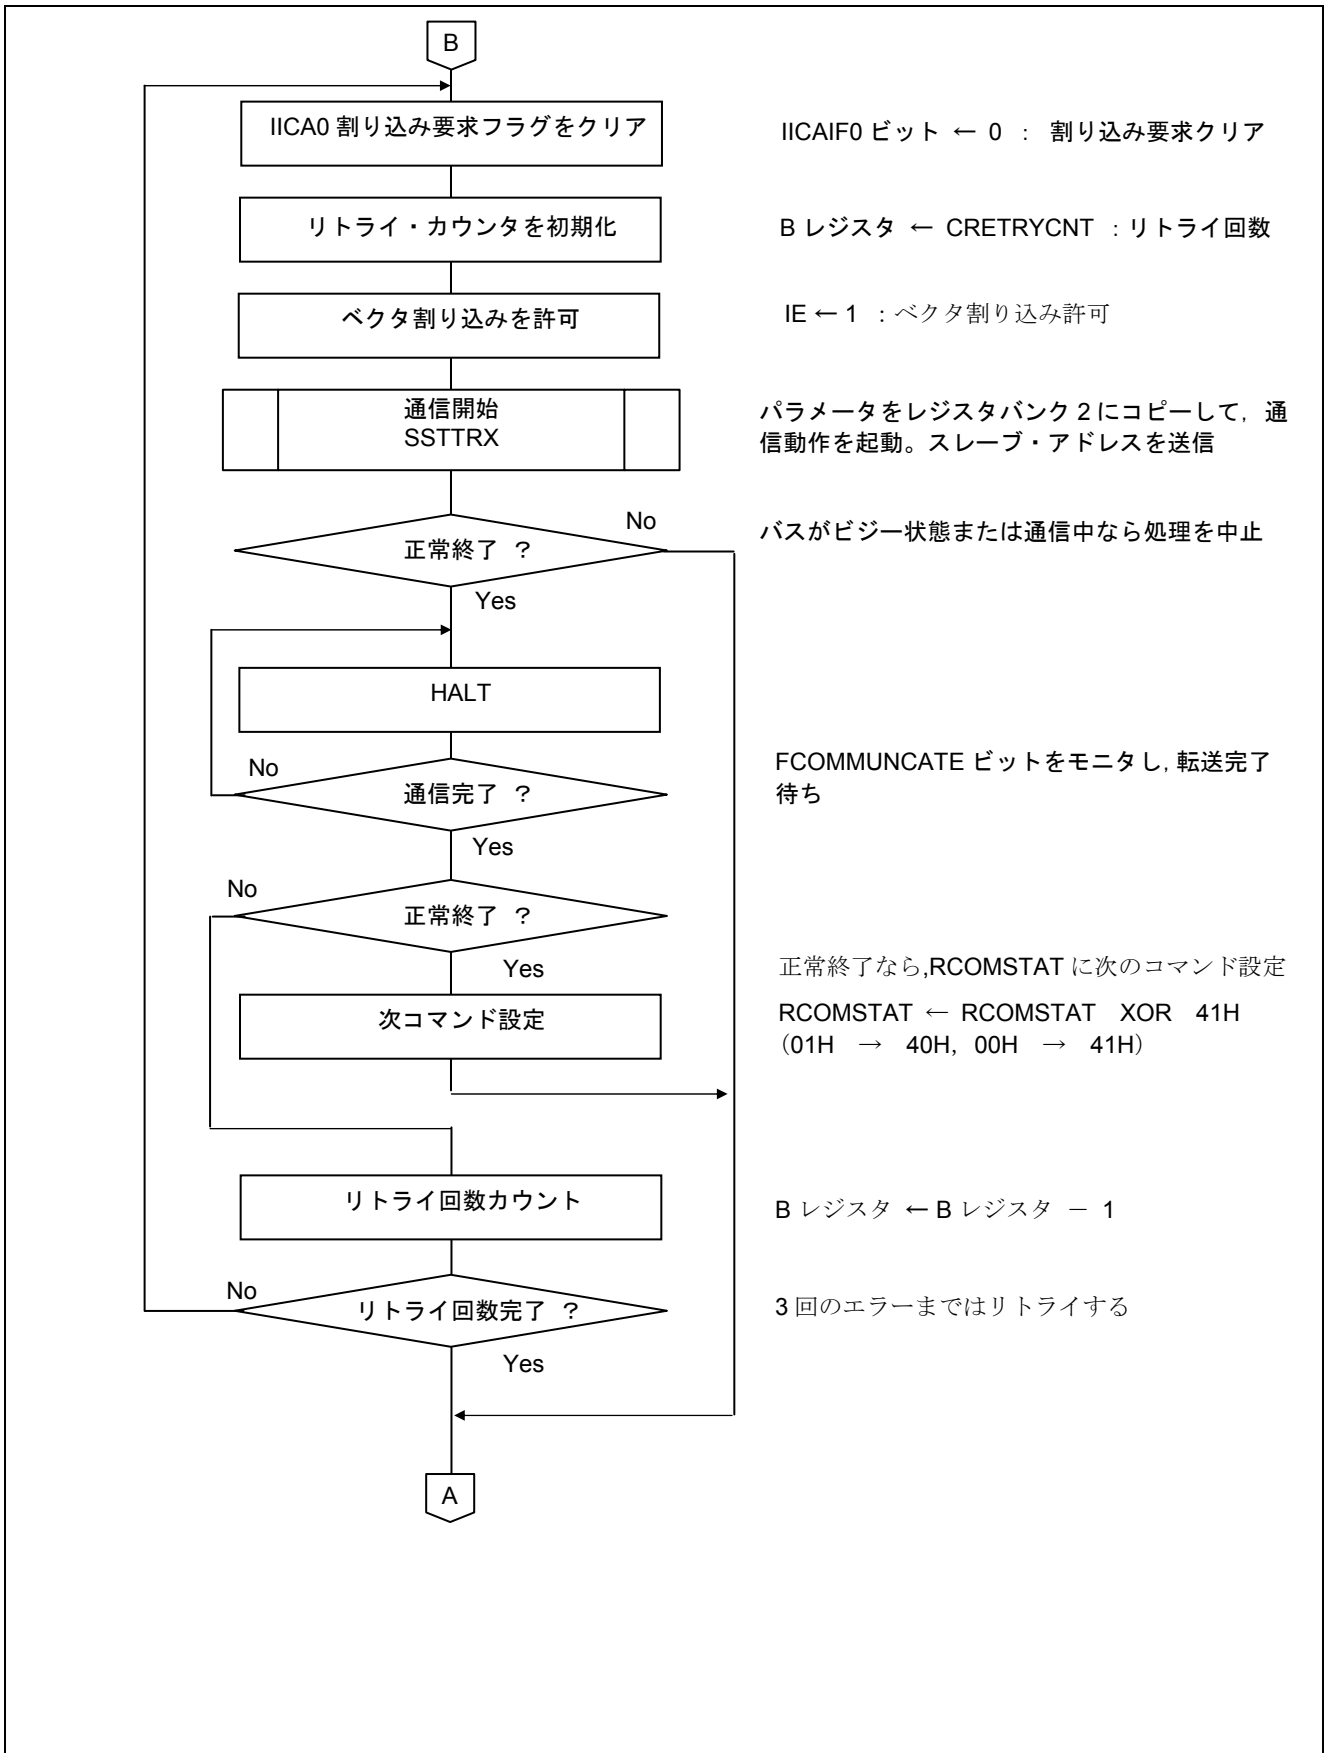 B
IICA0 割り込み要求フラグをクリア
IICAIF0 ビット ← 0 ： 割り込み要求クリア
リトライ・カウンタを初期化
B レジスタ ← CRETRYCNT ：リトライ回数
ベクタ割り込みを許可
IE ← 1 ：ベクタ割り込み許可
通信開始
SSTTRX
パラメータをレジスタバンク 2 にコピーして，通
信動作を起動。スレーブ・アドレスを送信
No
正常終了 ？
バスがビジー状態または通信中なら処理を中止
Yes
HALT
No
通信完了 ？
FCOMMUNCATE ビットをモニタし, 転送完了
待ち
Yes
No
正常終了 ？
Yes
正常終了なら,RCOMSTAT に次のコマンド設定
次コマンド設定
RCOMSTAT ← RCOMSTAT XOR 41H
（01H → 40H，00H → 41H）
リトライ回数カウント
B レジスタ ← B レジスタ － 1
No
リトライ回数完了 ？
3 回のエラーまではリトライする
Yes
A